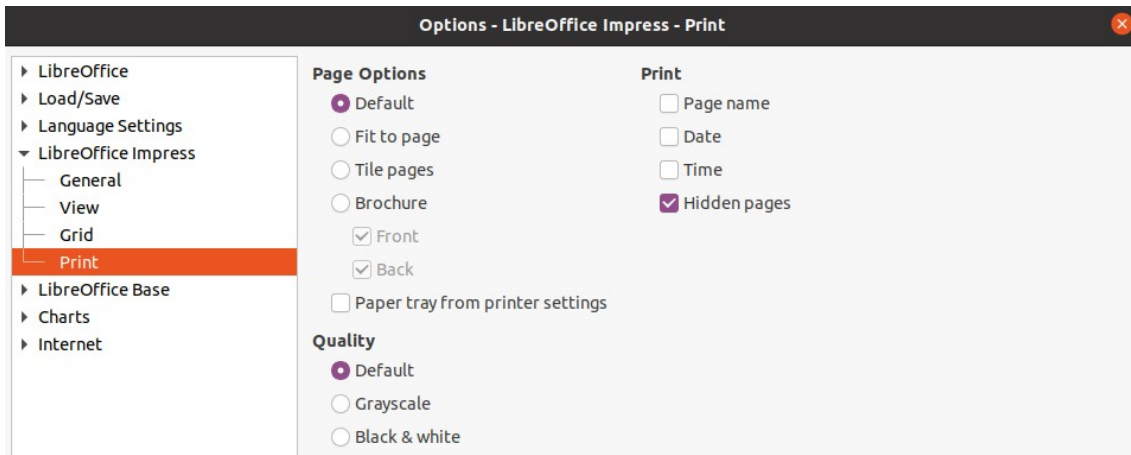 Options - LibreOffice Impress - Print
LibreOffice
Load/Save
Language Settings
LibreOffice Impress
General
View
Grid
Print
LibreOffice Base
Charts
Internet
Page Options
Default
Fit to page
Tile pages
Brochure
Front
Back
Paper tray from printer settings
Quality
Default
Grayscale
Black & white
Print
Page name
Date
Time
Hidden pages